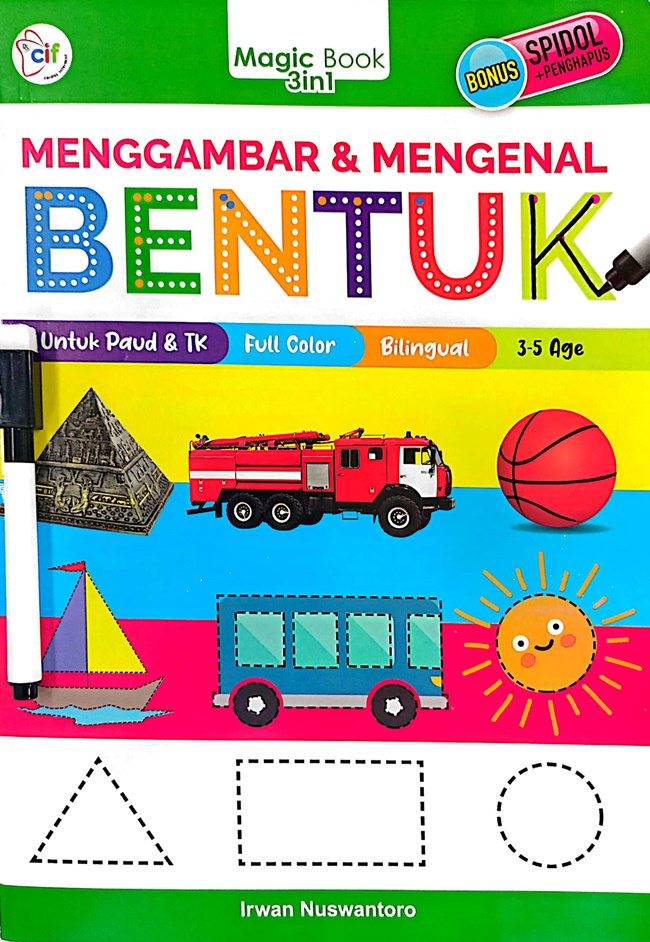 cif
Magic Book
3in1
BONUS
SPIDOL
+PENGHAPUS
MENGGAMBAR & MENGENAL
BENTUK
Untuk Paud & TK
Full Color
Bilingual
3-5 Age
Irwan Nuswantoro